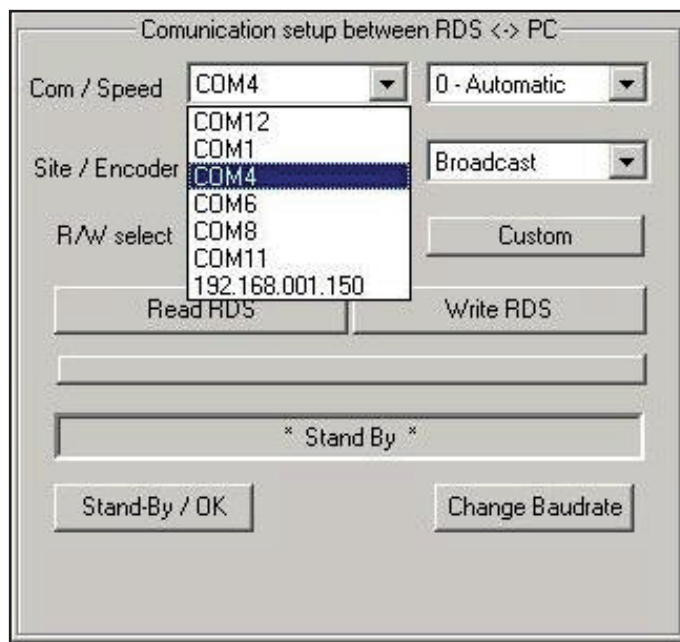 Comunication setup between RDS <-> PC
Com / Speed COM4 0 - Automatic
COM12
COM1
Site / Encoder COM4 Broadcast
COM6
R/W select COM8 Custom
COM11
192.168.001.150
Read RDS Write RDS
* Stand By *
Stand-By / OK Change Baudrate